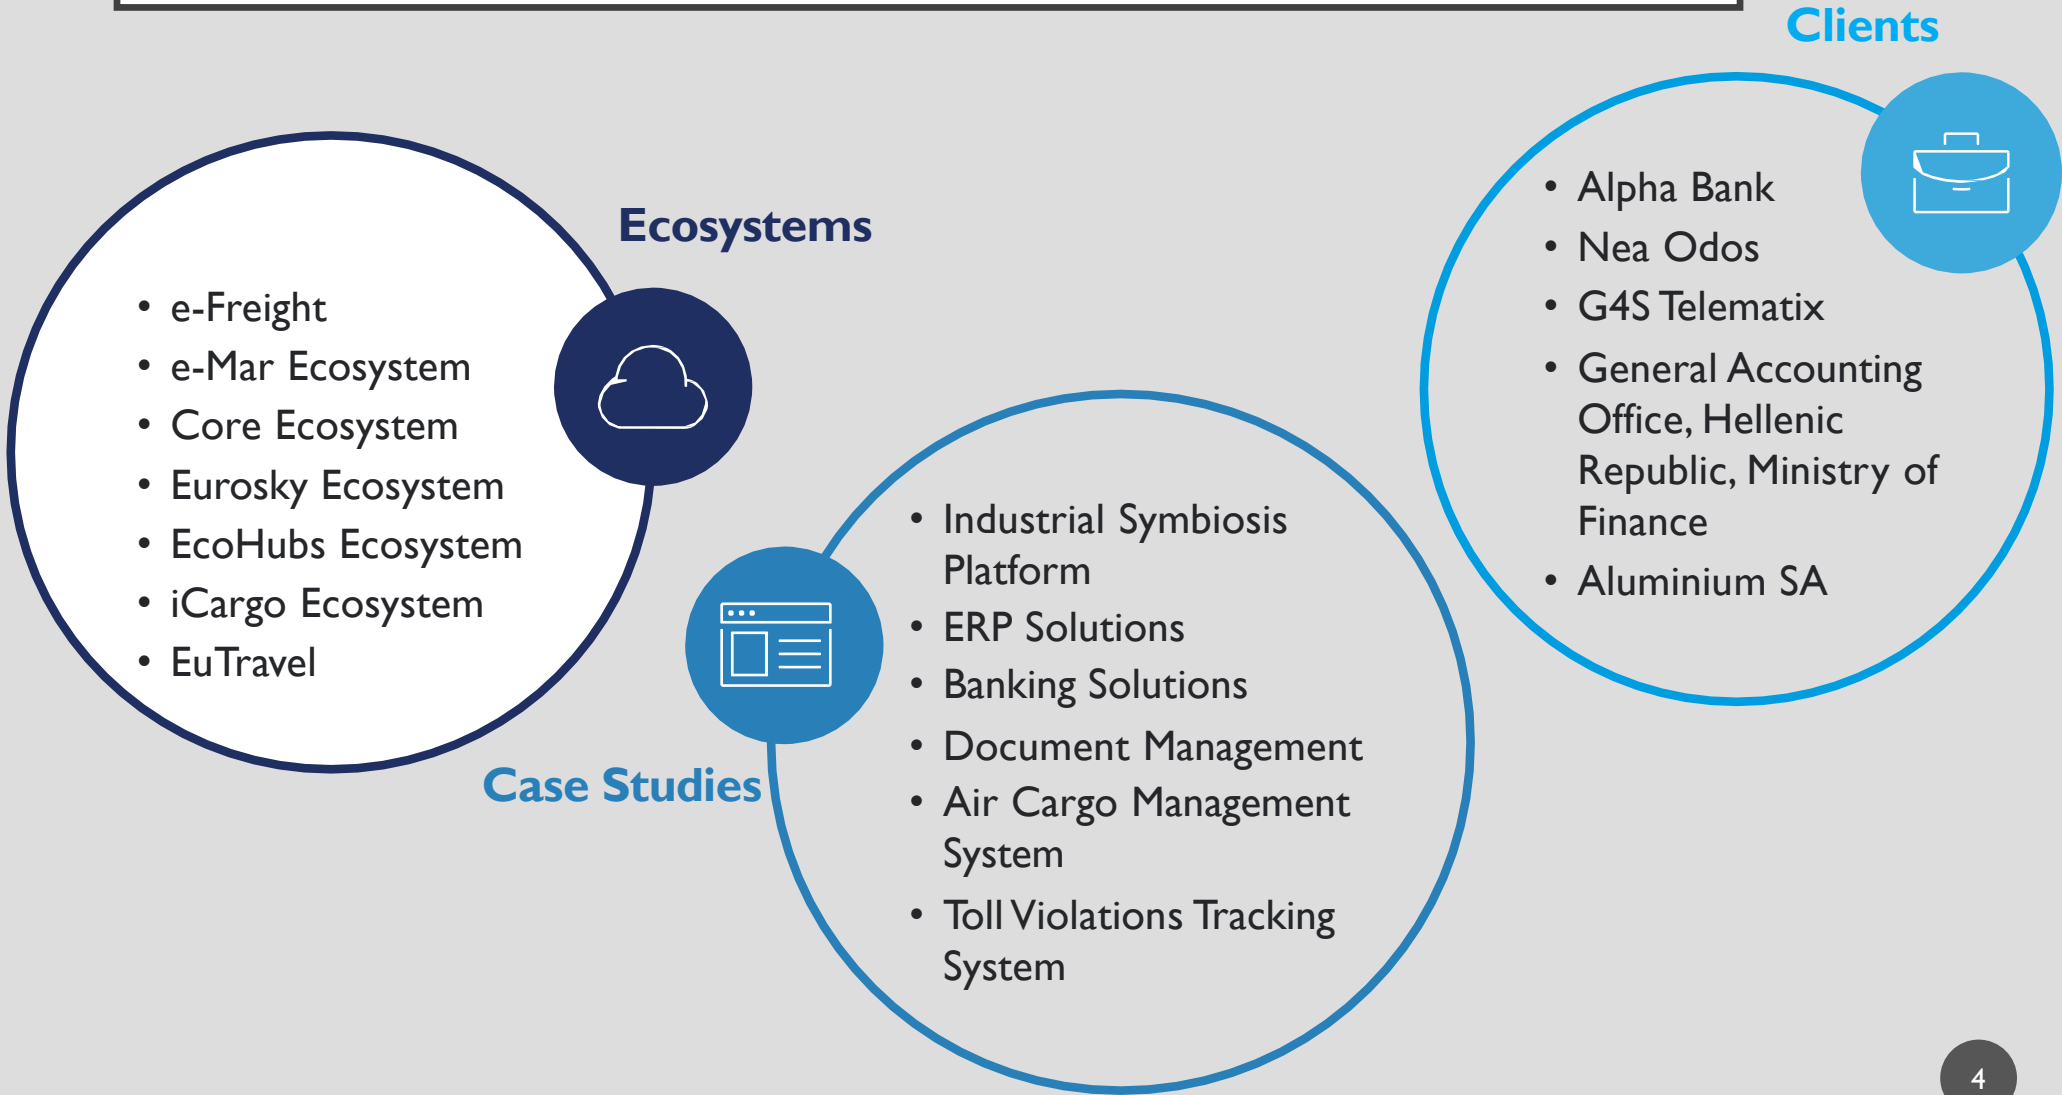 Ecosystems
• e-Freight
• e-Mar Ecosystem
• Core Ecosystem
• Eurosky Ecosystem
• EcoHubs Ecosystem
• iCargo Ecosystem
• EuTravel
Case Studies
• Industrial Symbiosis
Platform
• ERP Solutions
• Banking Solutions
• Document Management
• Air Cargo Management
System
• Toll Violations Tracking
System
Clients
• Alpha Bank
• Nea Odos
• G4S Telematix
• General Accounting
Office, Hellenic
Republic, Ministry of
Finance
• Aluminium SA
4